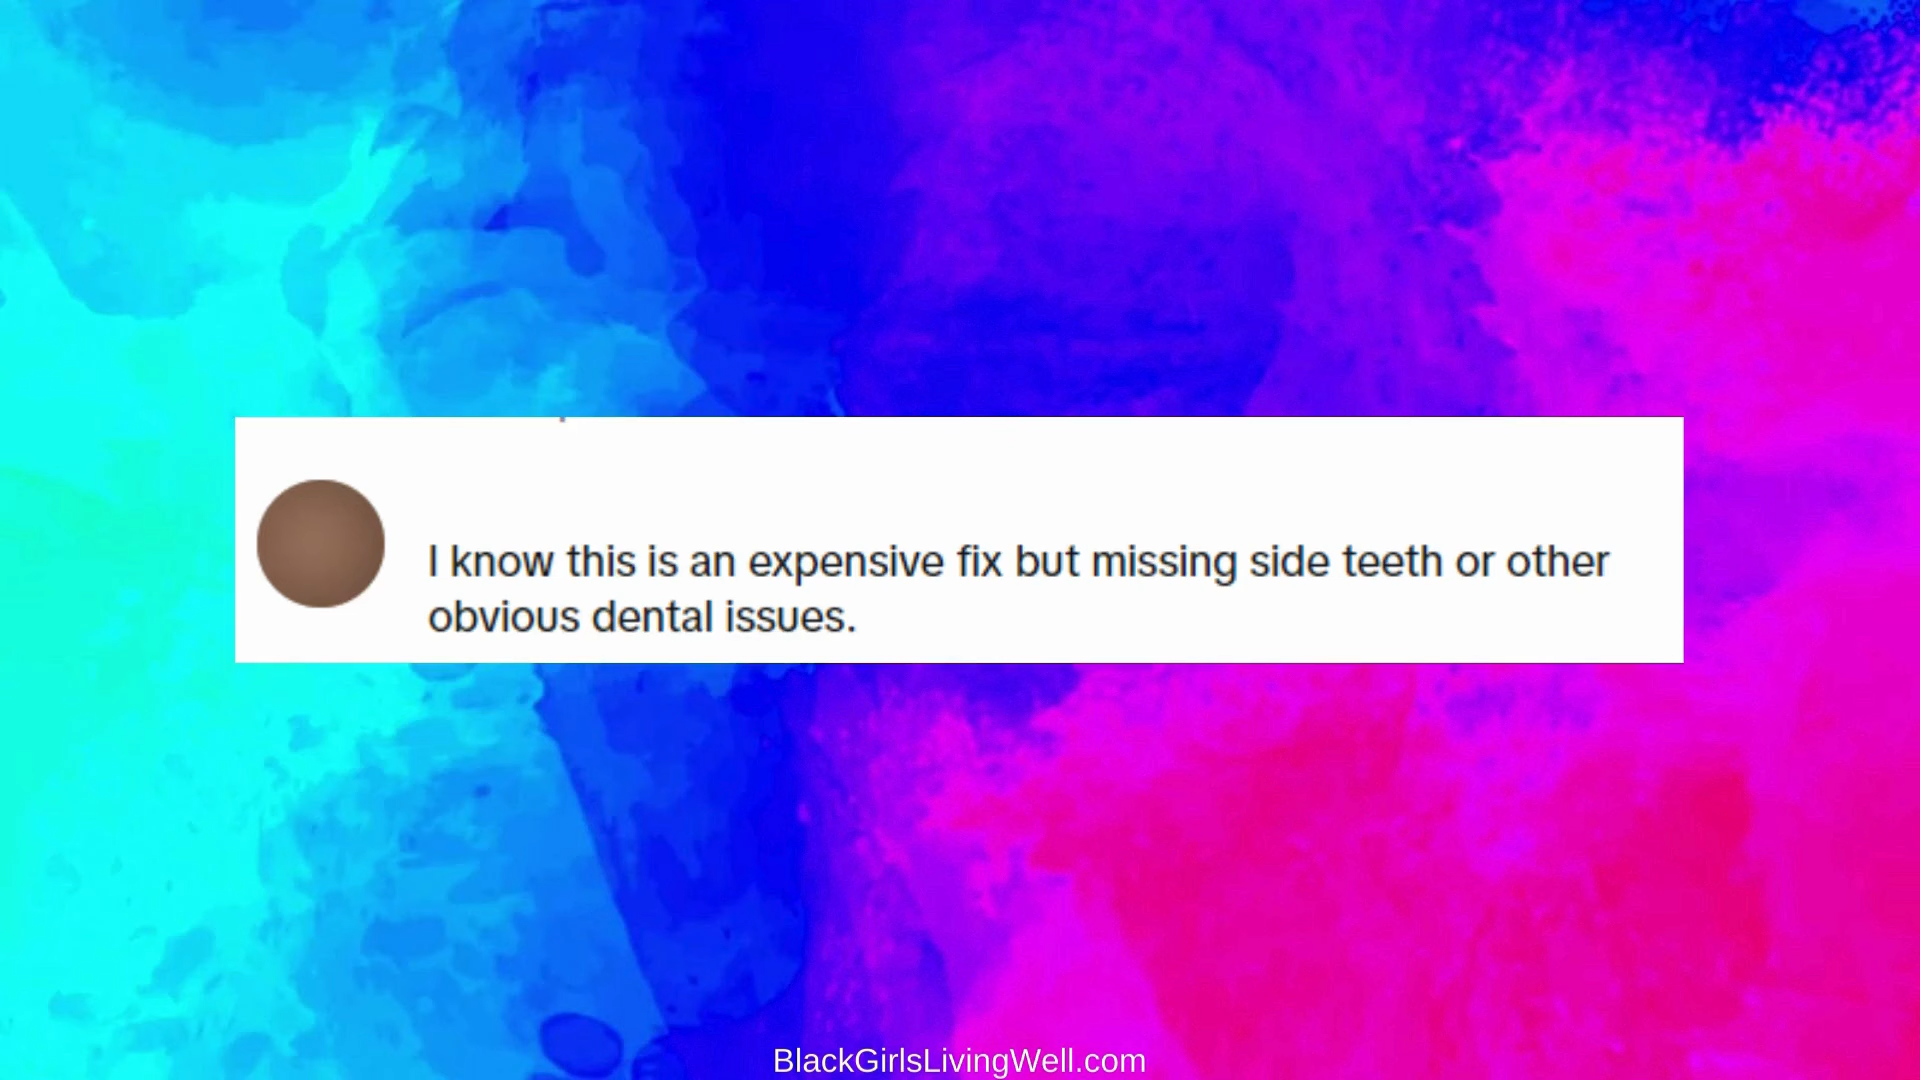 I know this is an expensive fix but missing side teeth or other
obvious dental issues.
BlackGirlsLivingWell.com